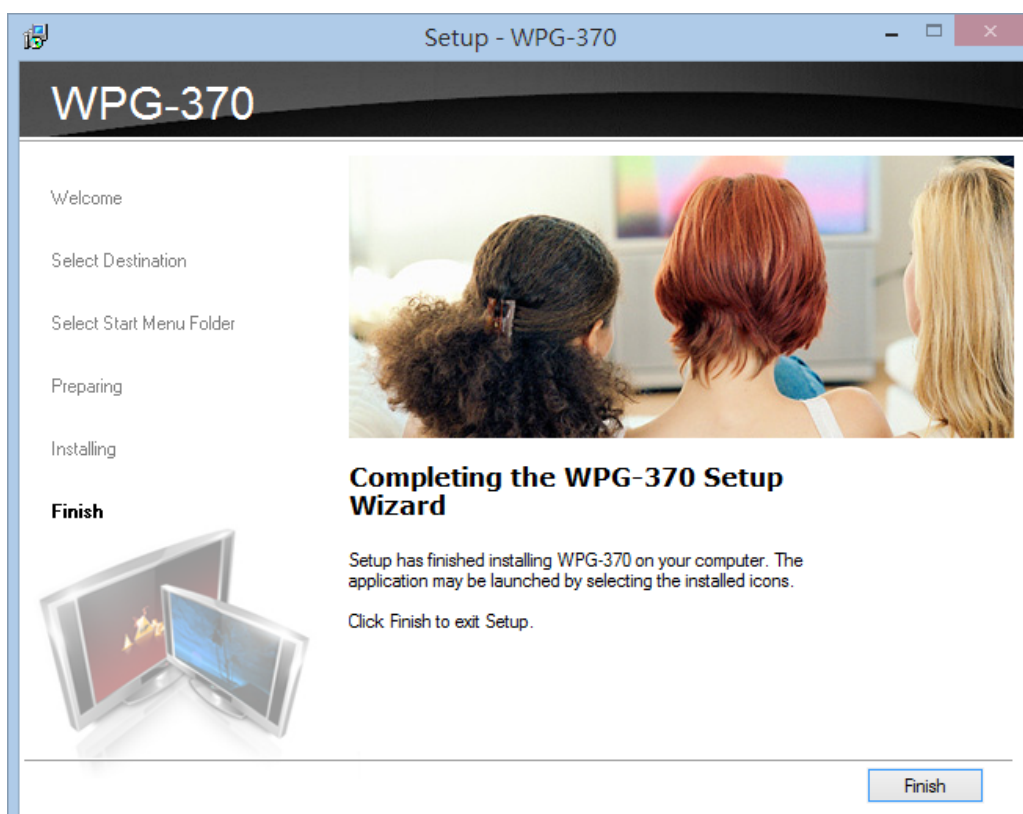 Setup - WPG-370
WPG-370
Welcome
Select Destination
Select Start Menu Folder
Preparing
Installing
Finish
Completing the WPG-370 Setup
Wizard
Setup has finished installing WPG-370 on your computer. The
application may be launched by selecting the installed icons.
Click Finish to exit Setup.
Finish